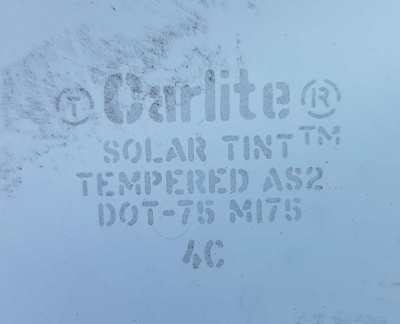 Ⓣ Carlite ®
SOLAR TINT™
TEMPERED AS2
DOT-75 M175
4C